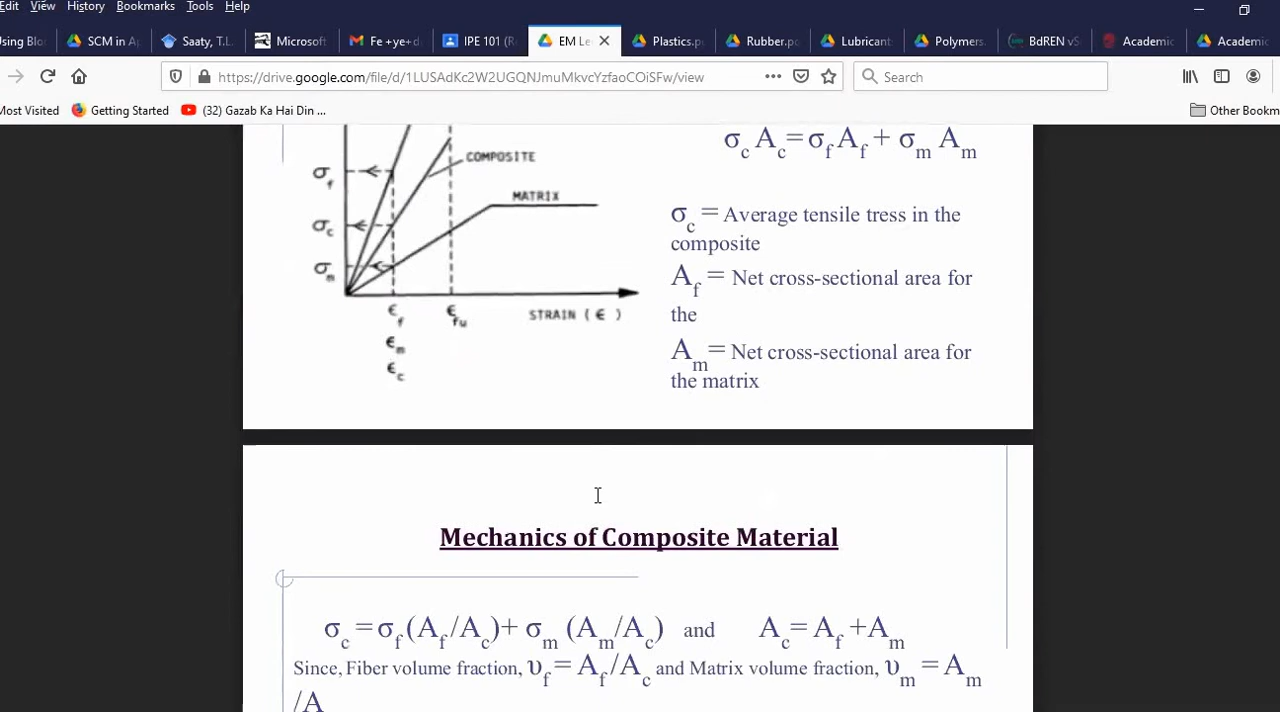 Edit View History Bookmarks Tools Help
sing Blo SCM in Ap Saaty, T.L. Microsoft Fe +ye+d IPE 101 (R EM Le Plastics.p Rubber.po Lubricant Polymers. BdREN vS Academic Academic
https://drive.google.com/file/d/1LUSAdKc2W2UGQNJmuMkvcYzfaoCOiSFw/view Search
Most Visited Getting Started (32) Gazab Ka Hai Din ... Other Bookm
σc Ac=σf Af + σm Am
COMPOSITE
σf
MATRIX
σc
σm
σc = Average tensile tress in the
composite
Af = Net cross-sectional area for
the
Am= Net cross-sectional area for
the matrix
ϵf ϵfu STRAIN ( ϵ )
ϵm
ϵc
Mechanics of Composite Material
σc =σf (Af /Ac)+ σm (Am/Ac) and Ac= Af +Am
Since, Fiber volume fraction, υf = Af/Ac and Matrix volume fraction, υm = Am
/A